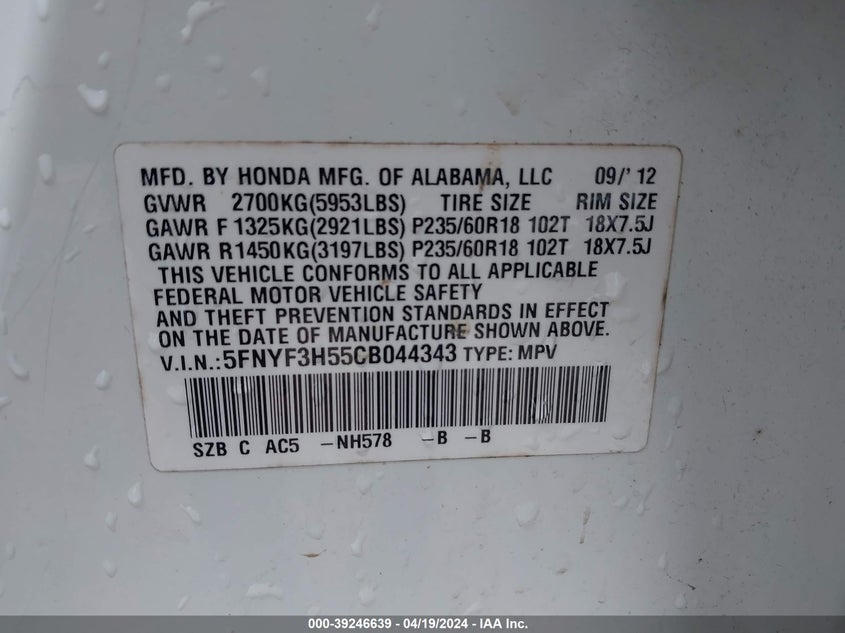 MFD. BY HONDA MFG. OF ALABAMA, LLC 09/'12
GVWR 2700KG(5953LBS) TIRE SIZE RIM SIZE
GAWR F 1325KG(2921LBS) P235/60R18 102T 18X7.5J
GAWR R1450KG(3197LBS) P235/60R18 102T 18X7.5J
THIS VEHICLE CONFORMS TO ALL APPLICABLE
FEDERAL MOTOR VEHICLE SAFETY
AND THEFT PREVENTION STANDARDS IN EFFECT
ON THE DATE OF MANUFACTURE SHOWN ABOVE.
V.I.N.:5FNYF3H55CB044343 TYPE: MPV
SZB C AC5 -NH578 -B -B
000-39246639 - 04/19/2024 - IAA Inc.